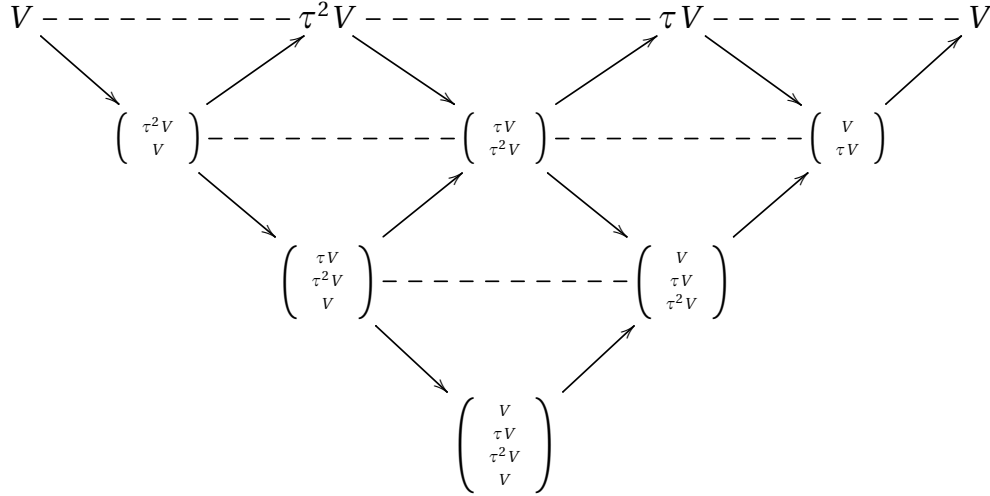 V τ²V τV V
( τ²V V ) ( τV τ²V ) ( V τV )
( τV τ²V V ) ( V τV τ²V )
( V τV τ²V V )